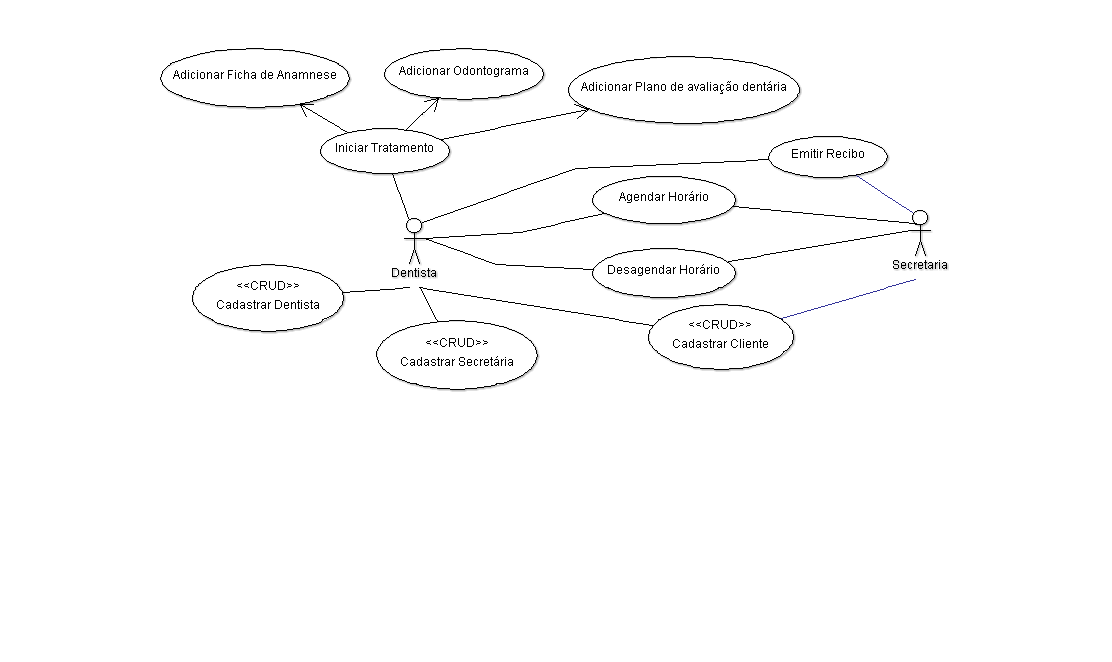 Adicionar Ficha de Anamnese
Adicionar Odontograma
Adicionar Plano de avaliação dentária
Iniciar Tratamento
Emitir Recibo
Agendar Horário
Dentista
Desagendar Horário
Secretaria
<<CRUD>>
Cadastrar Dentista
<<CRUD>>
Cadastrar Secretária
<<CRUD>>
Cadastrar Cliente